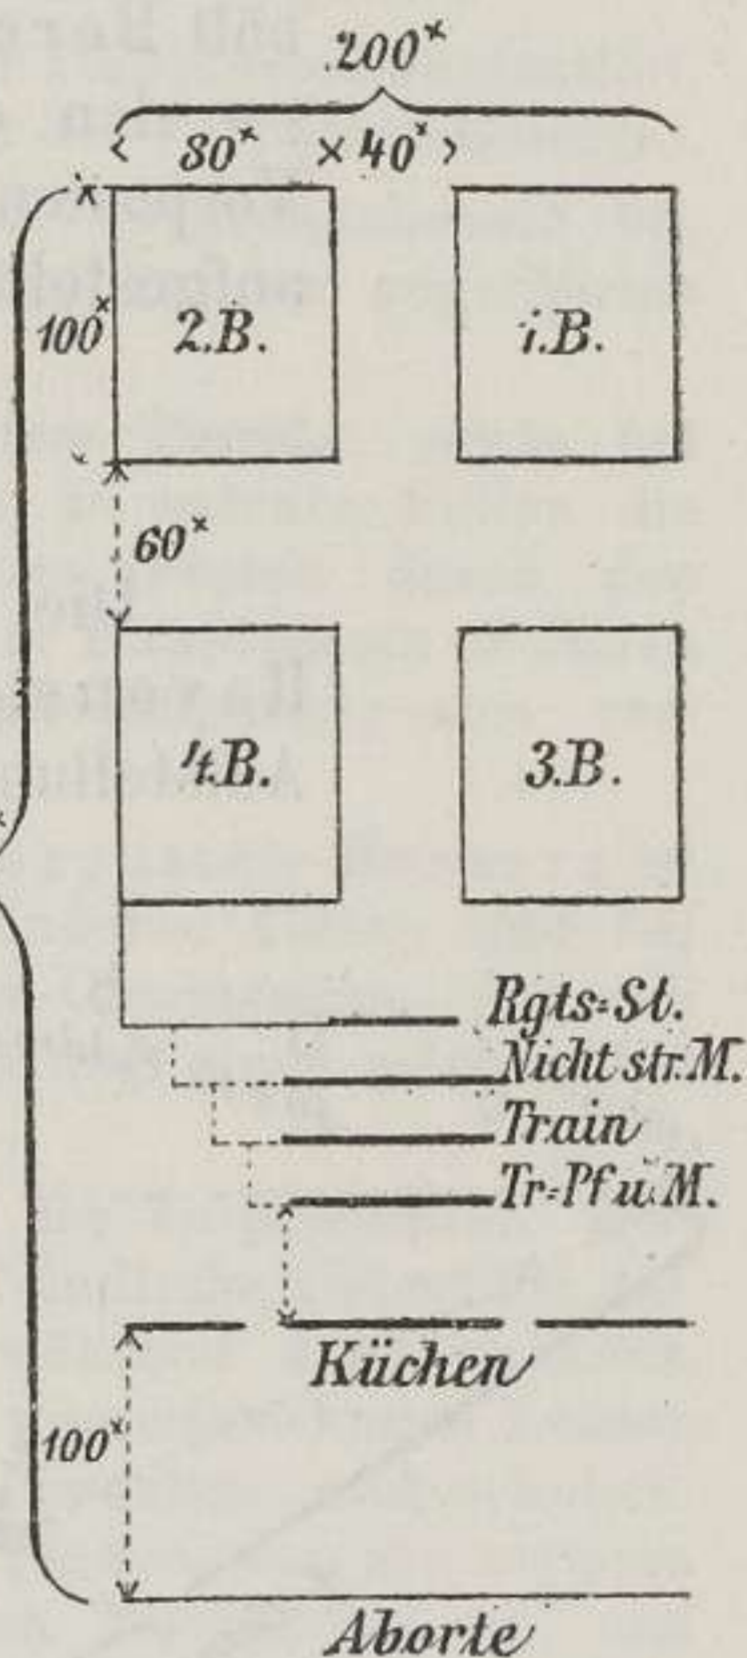 200ˣ
80ˣ × 40ˣ
100ˣ 2.B. 1.B.
60ˣ
4.B. 3.B.
Rgts=St.
Nicht str.M.
Train
Tr=Pf u. M.
Küchen
100ˣ
Aborte